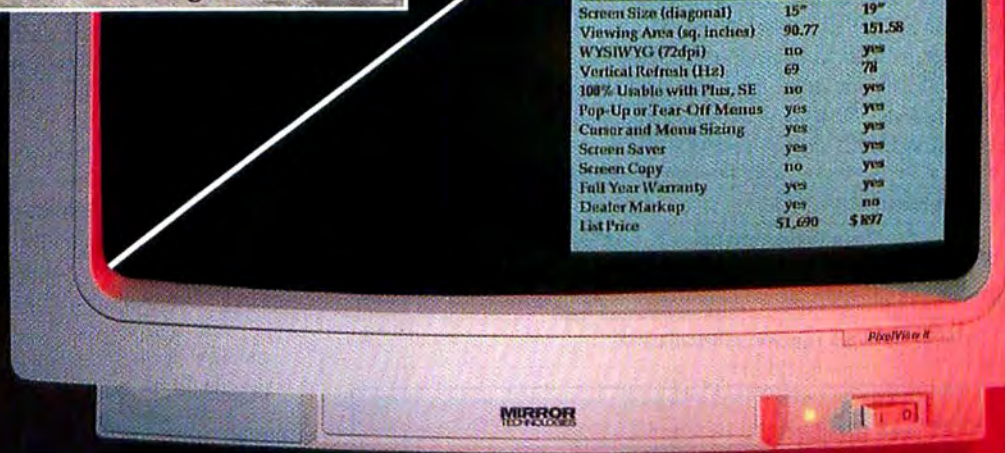 Screen Size (diagonal) 15" 19"
Viewing Area (sq. inches) 90.77 151.58
WYSIWYG (72dpi) no yes
Vertical Refresh (Hz) 69 78
100% Usable with Plus, SE no yes
Pop-Up or Tear-Off Menus yes yes
Cursor and Menu Sizing yes yes
Screen Saver yes yes
Screen Copy no yes
Full Year Warranty yes yes
Dealer Markup yes no
List Price $1,690 $897
PixelView II
MIRROR
TECHNOLOGIES